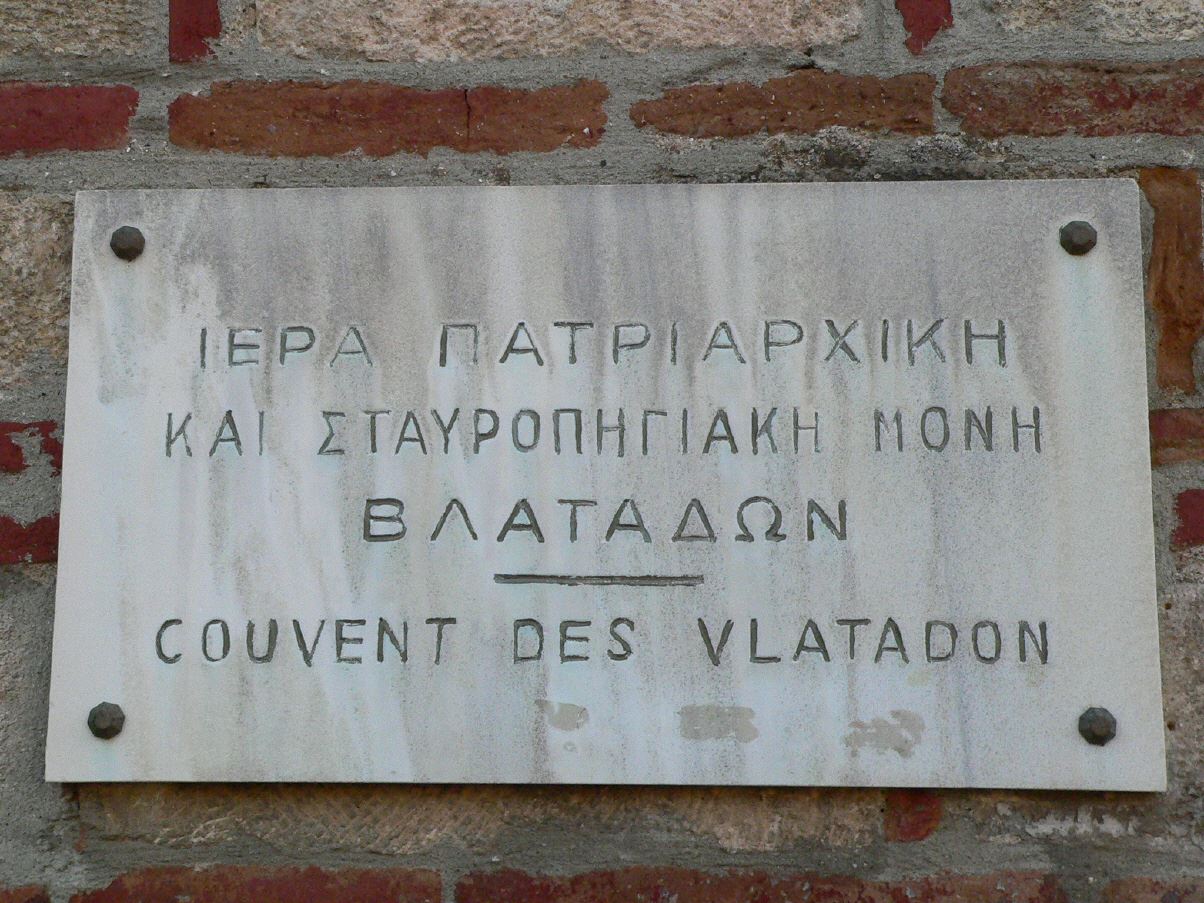 ΙΕΡΑ ΠΑΤΡΙΑΡΧΙΚΗ
ΚΑΙ ΣΤΑΥΡΟΠΗΓΙΑΚΗ ΜΟΝΗ
ΒΛΑΤΑΔΩΝ
COUVENT DES VLATADON